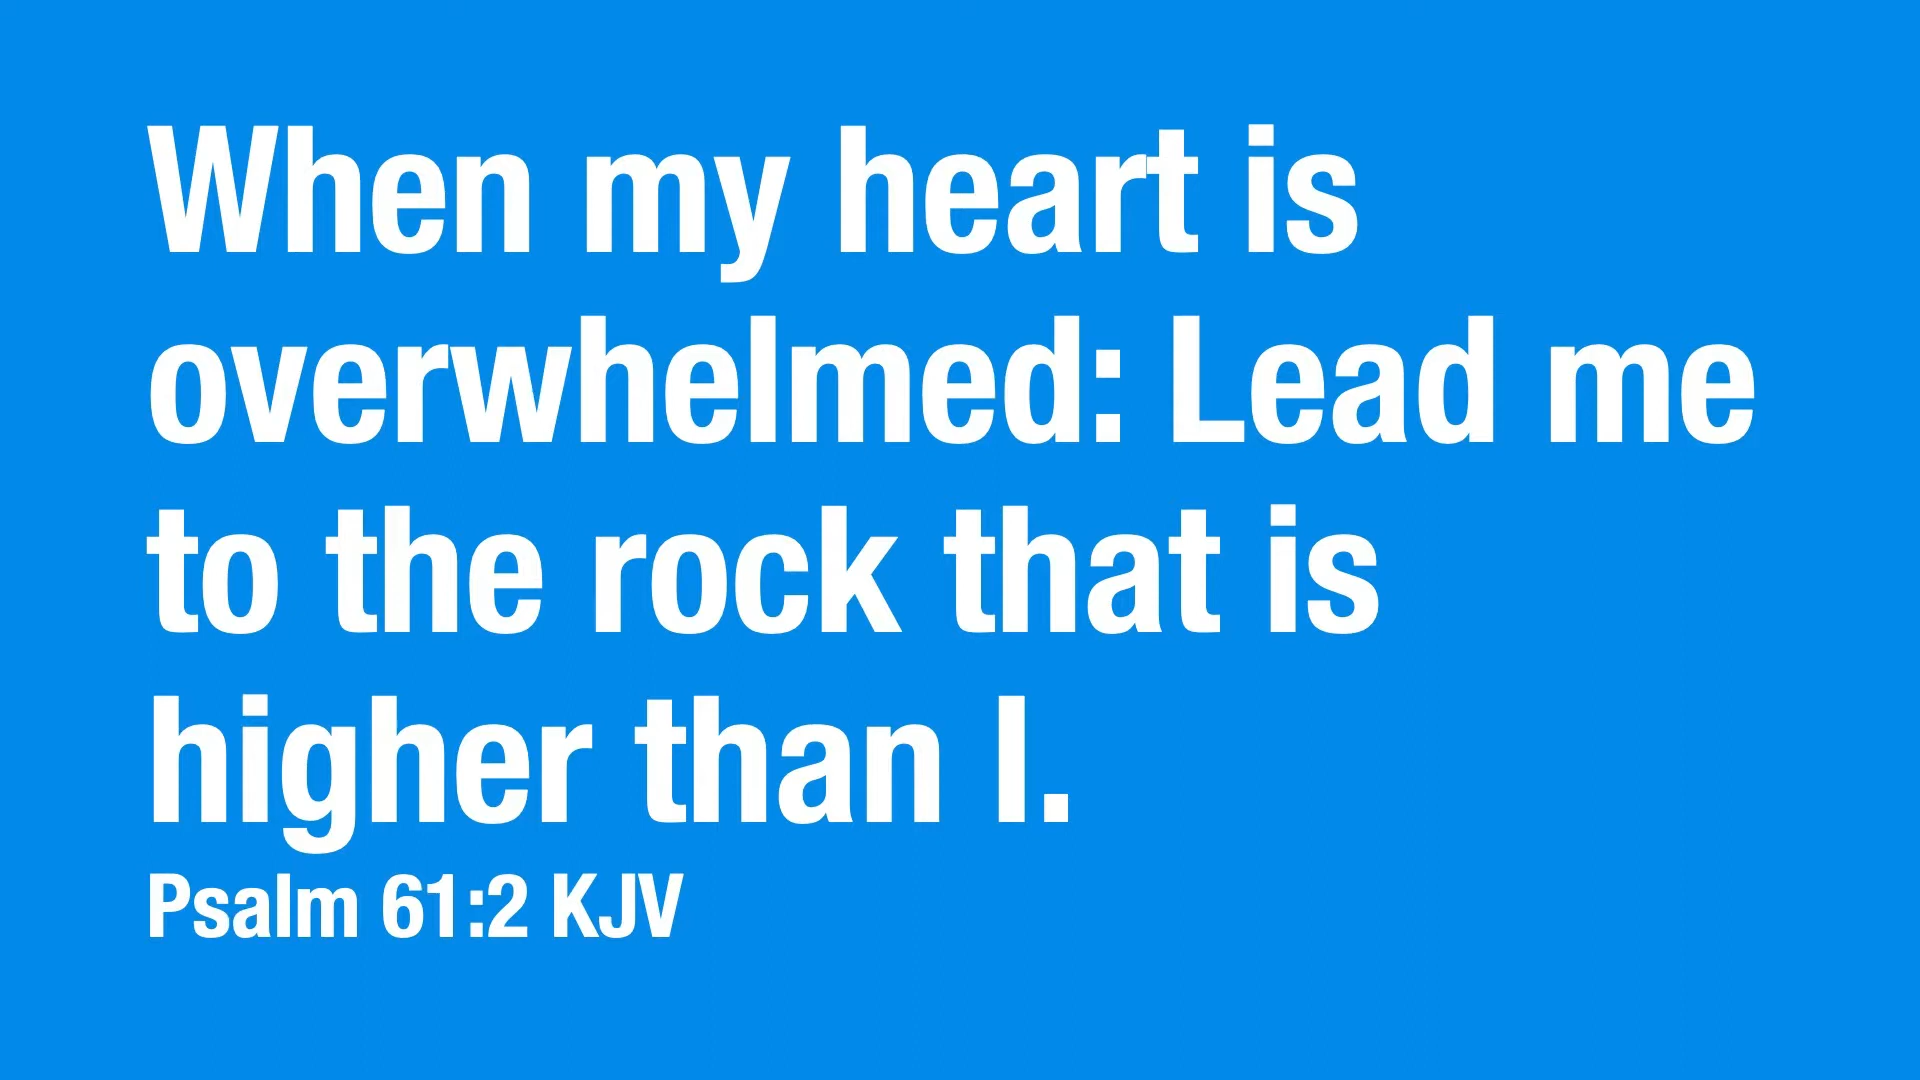 When my heart is
overwhelmed: Lead me
to the rock that is
higher than I.
Psalm 61:2 KJV